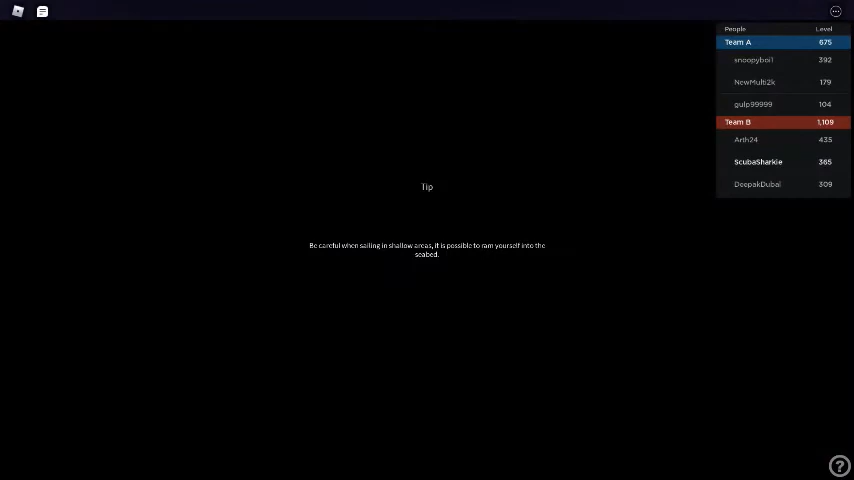 People Level
Team A 675
snoopyboi1 392
NewMulti2k 179
gulp99999 104
Team B 1,109
Arth24 435
ScubaSharkie 365
DeepakDubal 309
Tip
Be careful when sailing in shallow areas, it is possible to ram yourself into the
seabed.
?